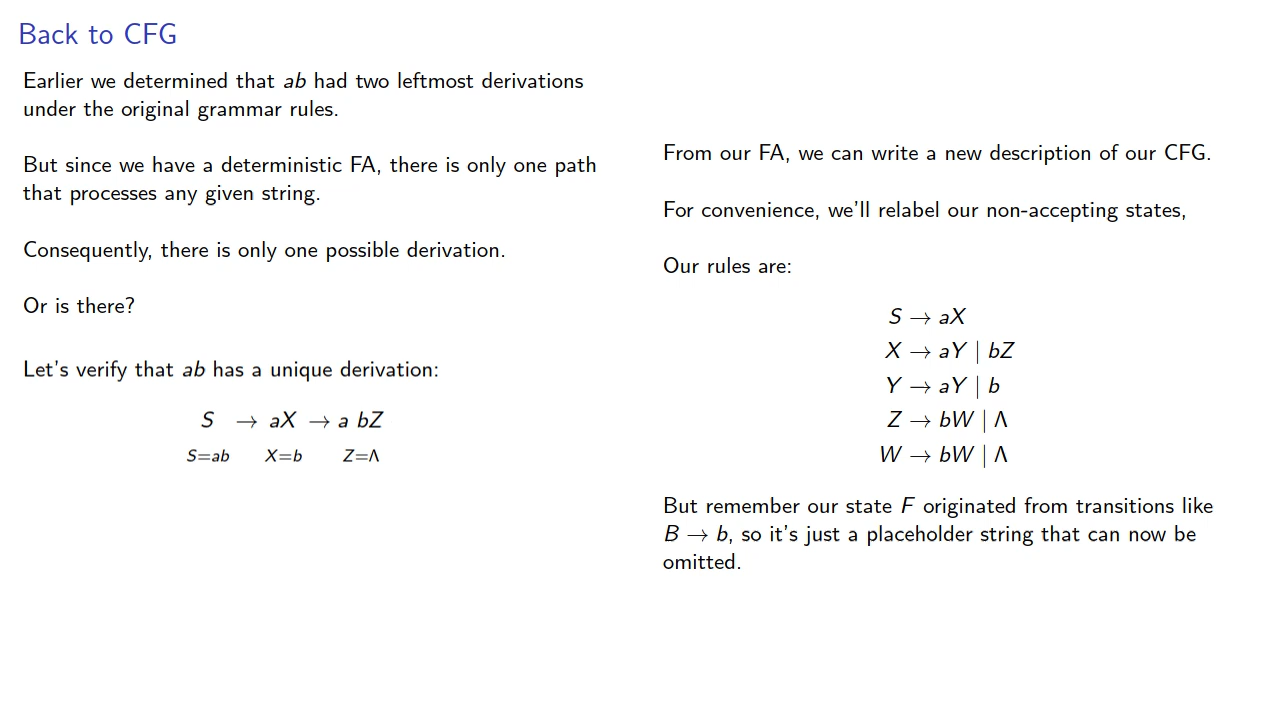 Back to CFG
Earlier we determined that ab had two leftmost derivations
under the original grammar rules.
But since we have a deterministic FA, there is only one path
that processes any given string.
Consequently, there is only one possible derivation.
Or is there?
Let's verify that ab has a unique derivation:
S → aX → a bZ
S=ab X=b Z=Λ
From our FA, we can write a new description of our CFG.
For convenience, we'll relabel our non-accepting states,
Our rules are:
S → aX
X → aY | bZ
Y → aY | b
Z → bW | Λ
W → bW | Λ
But remember our state F originated from transitions like
B → b, so it's just a placeholder string that can now be
omitted.